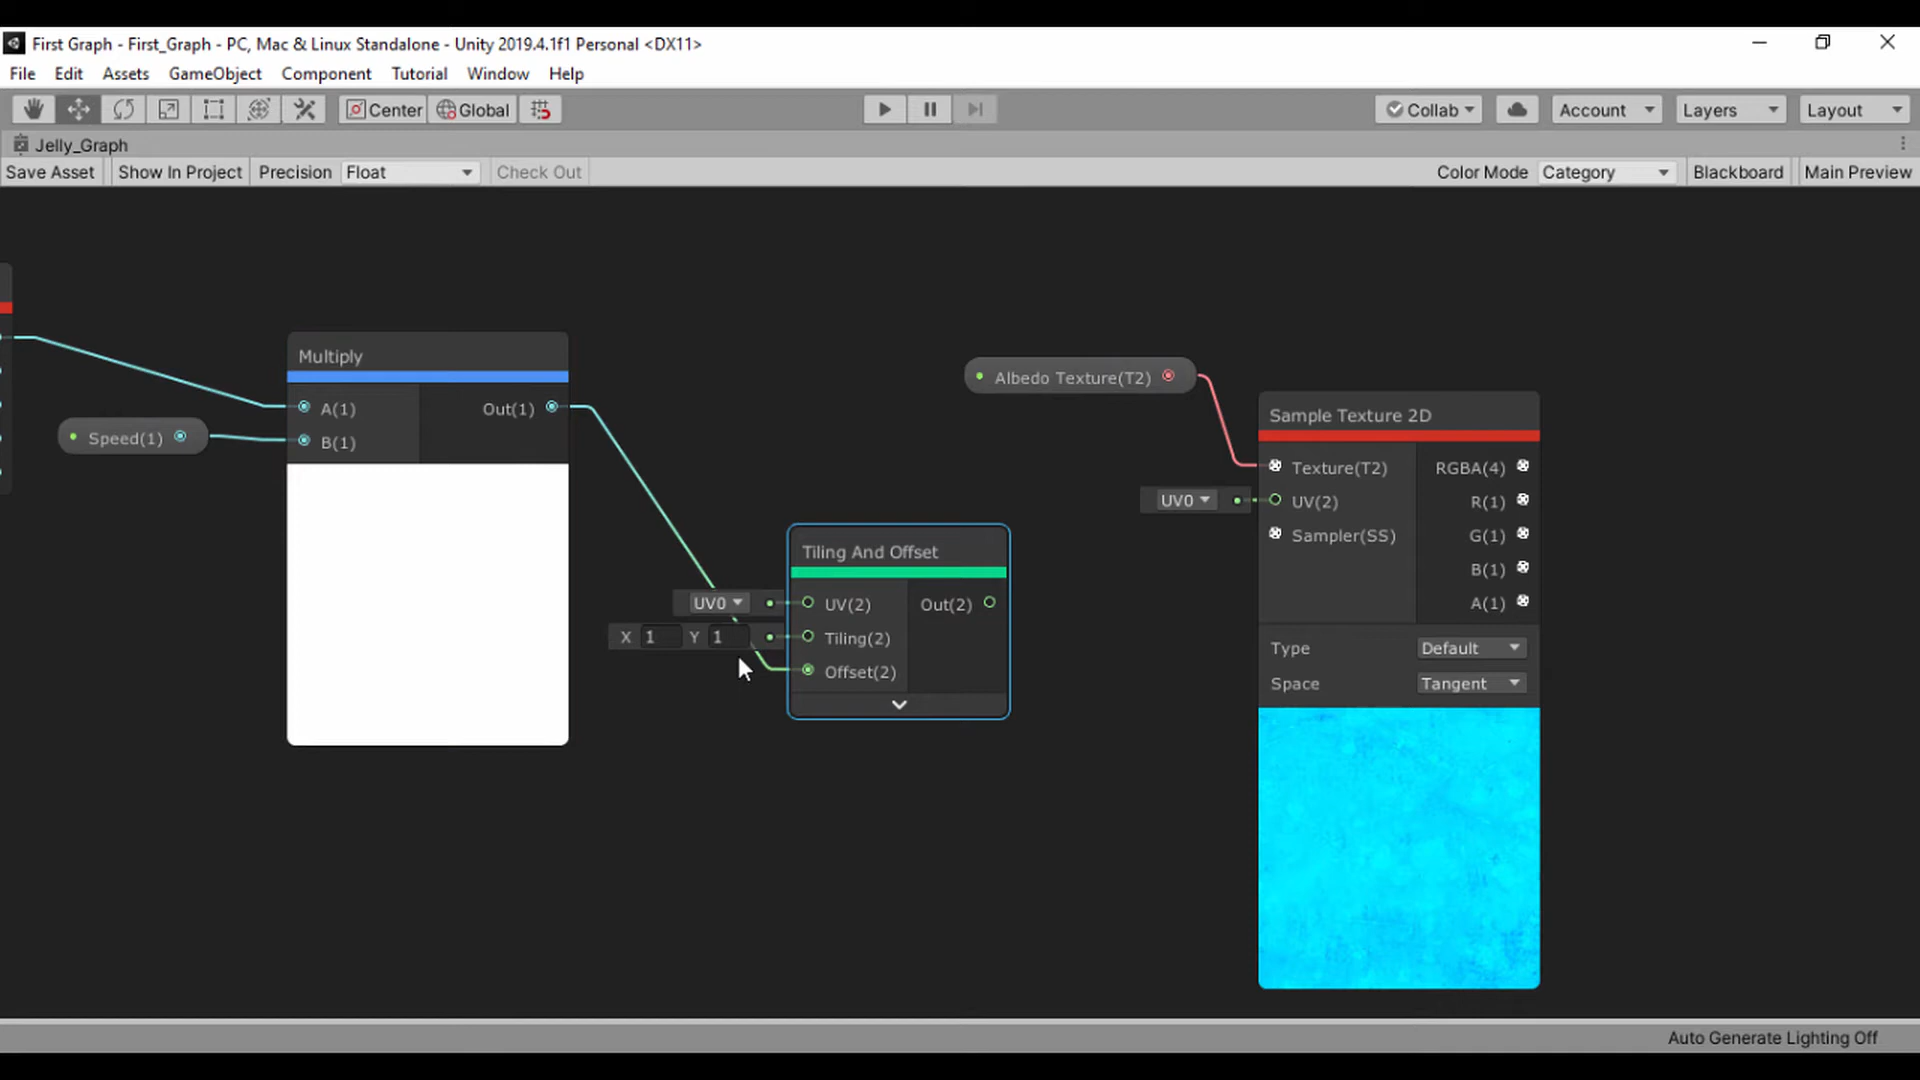 First Graph - First_Graph - PC, Mac & Linux Standalone - Unity 2019.4.1f1 Personal <DX11>
File Edit Assets GameObject Component Tutorial Window Help
Center Global Collab Account Layers Layout
Jelly_Graph
Save Asset Show In Project Precision Float Check Out Color Mode Category Blackboard Main Preview
Multiply
A(1) Out(1)
B(1)
Speed(1)
Albedo Texture(T2)
Sample Texture 2D
Texture(T2) RGBA(4)
UV0 UV(2) R(1)
Sampler(SS) G(1)
B(1)
A(1)
Type Default
Space Tangent
Tiling And Offset
UV0 UV(2) Out(2)
X 1 Y 1 Tiling(2)
Offset(2)
Auto Generate Lighting Off